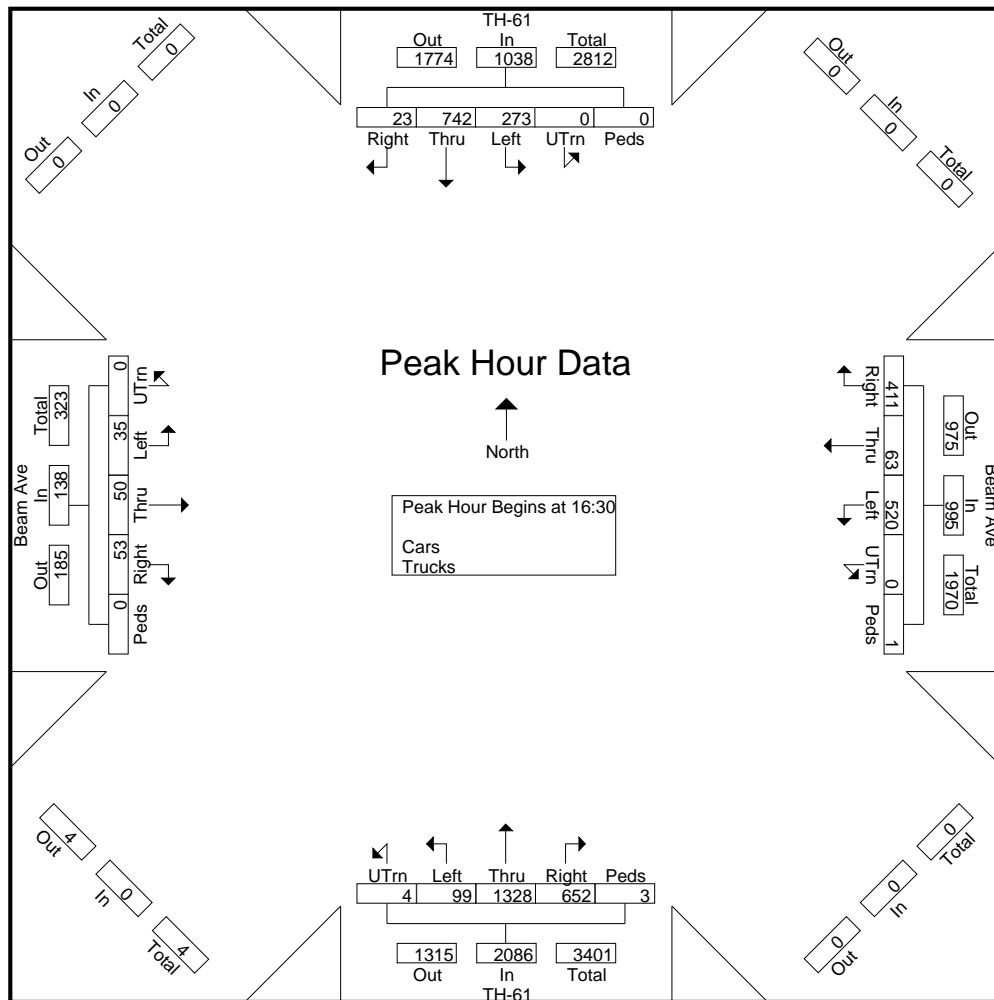 TH-61
Out In Total
1774 1038 2812
23 742 273 0 0
Right Thru Left UTrn Peds
Total
0
In
0
Out
0
Out
0
In
0
Total
0
Peak Hour Data
North
Peak Hour Begins at 16:30
Cars
Trucks
Beam Ave
Total In Out
323 138 185
0 35 50 53 0
UTrn Left Thru Right Peds
Right Thru Left UTrn Peds
411 63 520 0 1
Out In Total
975 995 1970
Beam Ave
4
Out
0
In
4
Total
0
Total
0
In
0
Out
UTrn Left Thru Right Peds
4 99 1328 652 3
1315 2086 3401
Out In Total
TH-61